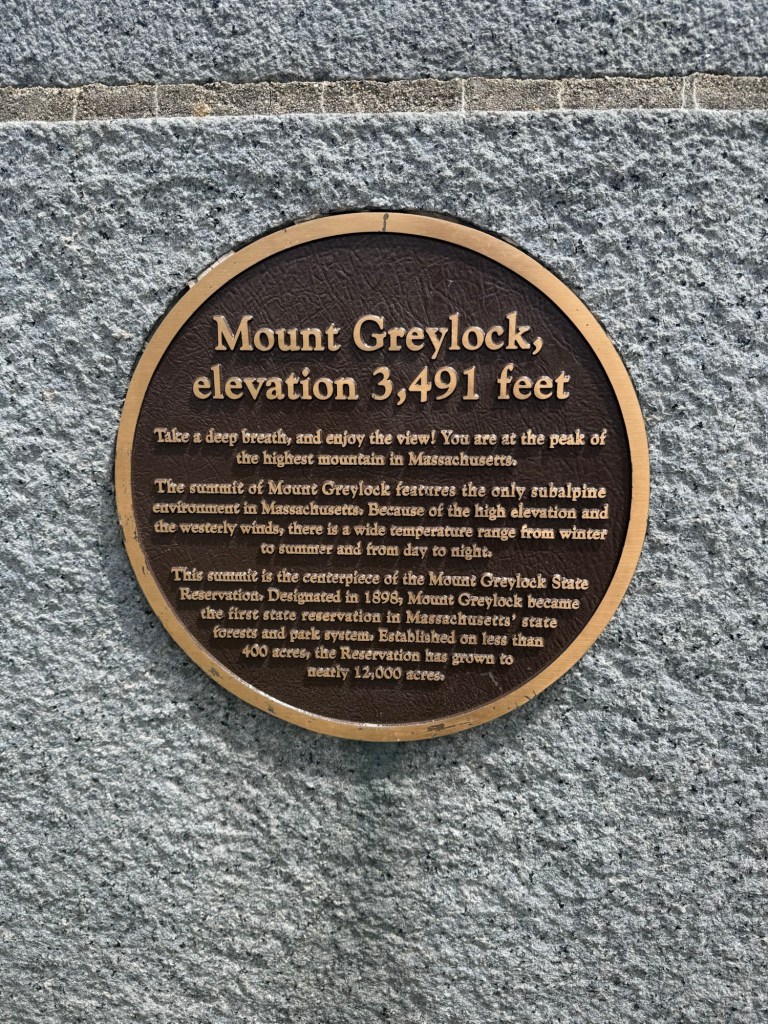 Mount Greylock,
elevation 3,491 feet
Take a deep breath, and enjoy the view! You are at the peak of
the highest mountain in Massachusetts.
The summit of Mount Greylock features the only subalpine
environment in Massachusetts. Because of the high elevation and
the westerly winds, there is a wide temperature range from winter
to summer and from day to night.
This summit is the centerpiece of the Mount Greylock State
Reservation. Designated in 1898, Mount Greylock became
the first state reservation in Massachusetts' state
forests and park system. Established on less than
400 acres, the Reservation has grown to
nearly 12,000 acres.